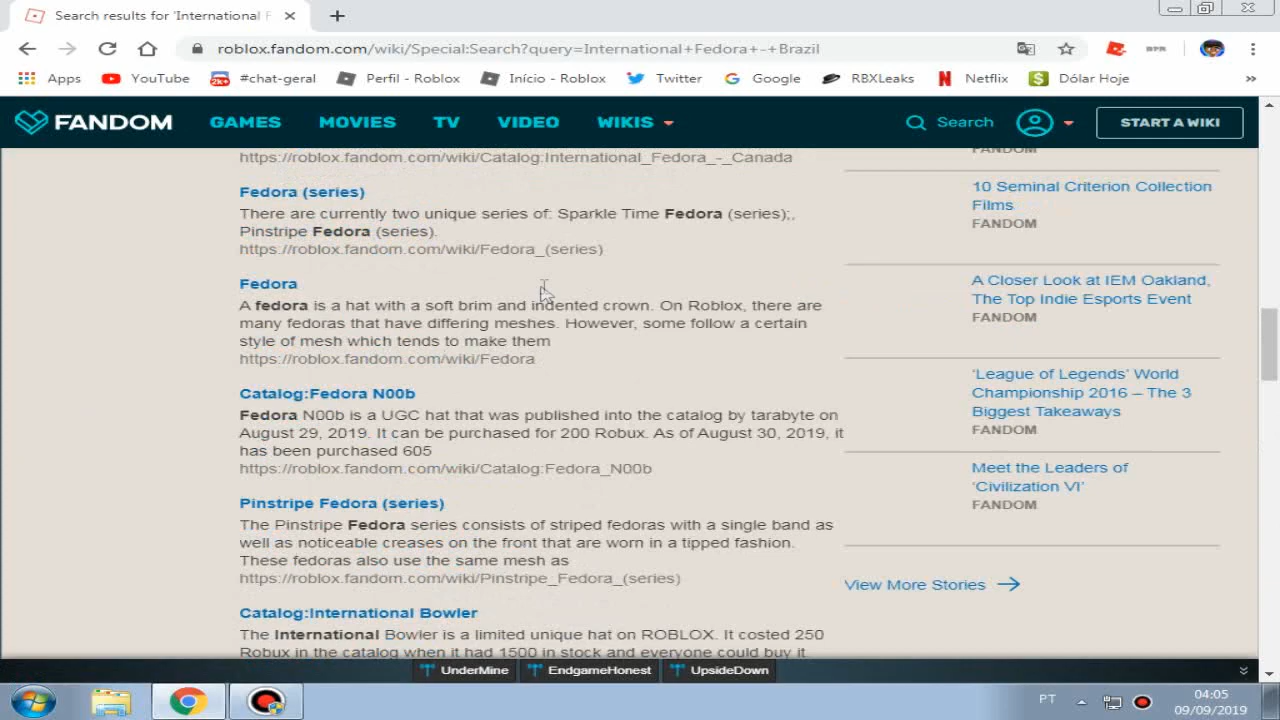 Search results for 'International F
roblox.fandom.com/wiki/Special:Search?query=International+Fedora+-+Brazil
Apps YouTube #chat-geral Perfil - Roblox Início - Roblox Twitter Google RBXLeaks Netflix Dólar Hoje »
FANDOM GAMES MOVIES TV VIDEO WIKIS Search START A WIKI
https://roblox.fandom.com/wiki/Catalog:International_Fedora_-_Canada
Fedora (series)
There are currently two unique series of: Sparkle Time Fedora (series);,
Pinstripe Fedora (series).
https://roblox.fandom.com/wiki/Fedora_(series)
Fedora
A fedora is a hat with a soft brim and indented crown. On Roblox, there are
many fedoras that have differing meshes. However, some follow a certain
style of mesh which tends to make them
https://roblox.fandom.com/wiki/Fedora
Catalog:Fedora N00b
Fedora N00b is a UGC hat that was published into the catalog by tarabyte on
August 29, 2019. It can be purchased for 200 Robux. As of August 30, 2019, it
has been purchased 605
https://roblox.fandom.com/wiki/Catalog:Fedora_N00b
Pinstripe Fedora (series)
The Pinstripe Fedora series consists of striped fedoras with a single band as
well as noticeable creases on the front that are worn in a tipped fashion.
These fedoras also use the same mesh as
https://roblox.fandom.com/wiki/Pinstripe_Fedora_(series)
Catalog:International Bowler
The International Bowler is a limited unique hat on ROBLOX. It costed 250
Robux in the catalog when it had 1500 in stock and everyone could buy it
FANDOM
10 Seminal Criterion Collection
Films
FANDOM
A Closer Look at IEM Oakland,
The Top Indie Esports Event
FANDOM
'League of Legends' World
Championship 2016 – The 3
Biggest Takeaways
FANDOM
Meet the Leaders of
'Civilization VI'
FANDOM
View More Stories
UnderMine EndgameHonest UpsideDown
PT
04:05
09/09/2019